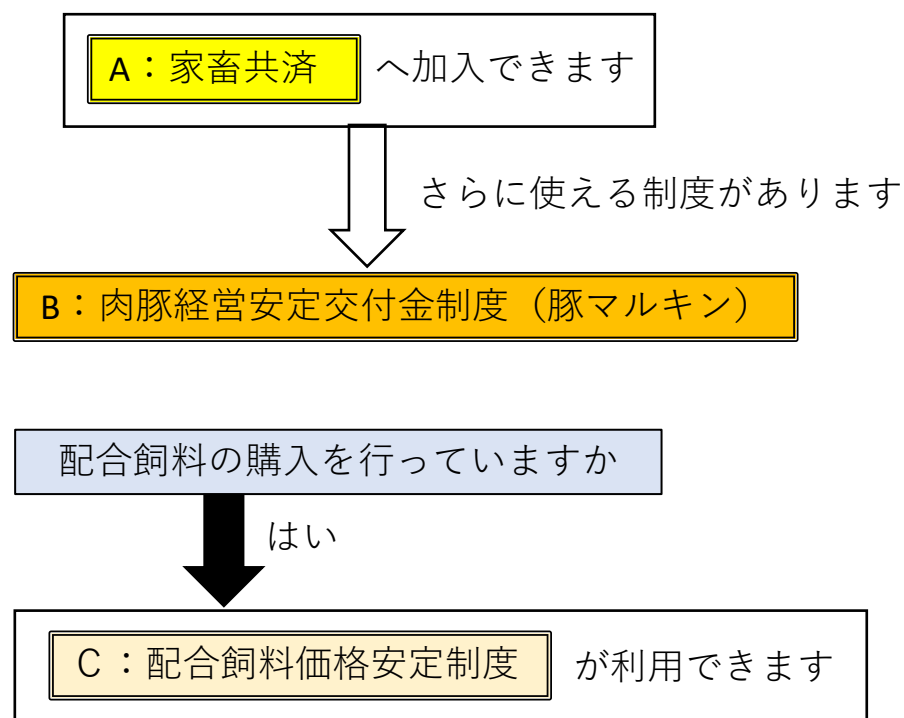 A：家畜共済 へ加入できます
さらに使える制度があります
B：肉豚経営安定交付金制度（豚マルキン）
配合飼料の購入を行っていますか
はい
C：配合飼料価格安定制度 が利用できます